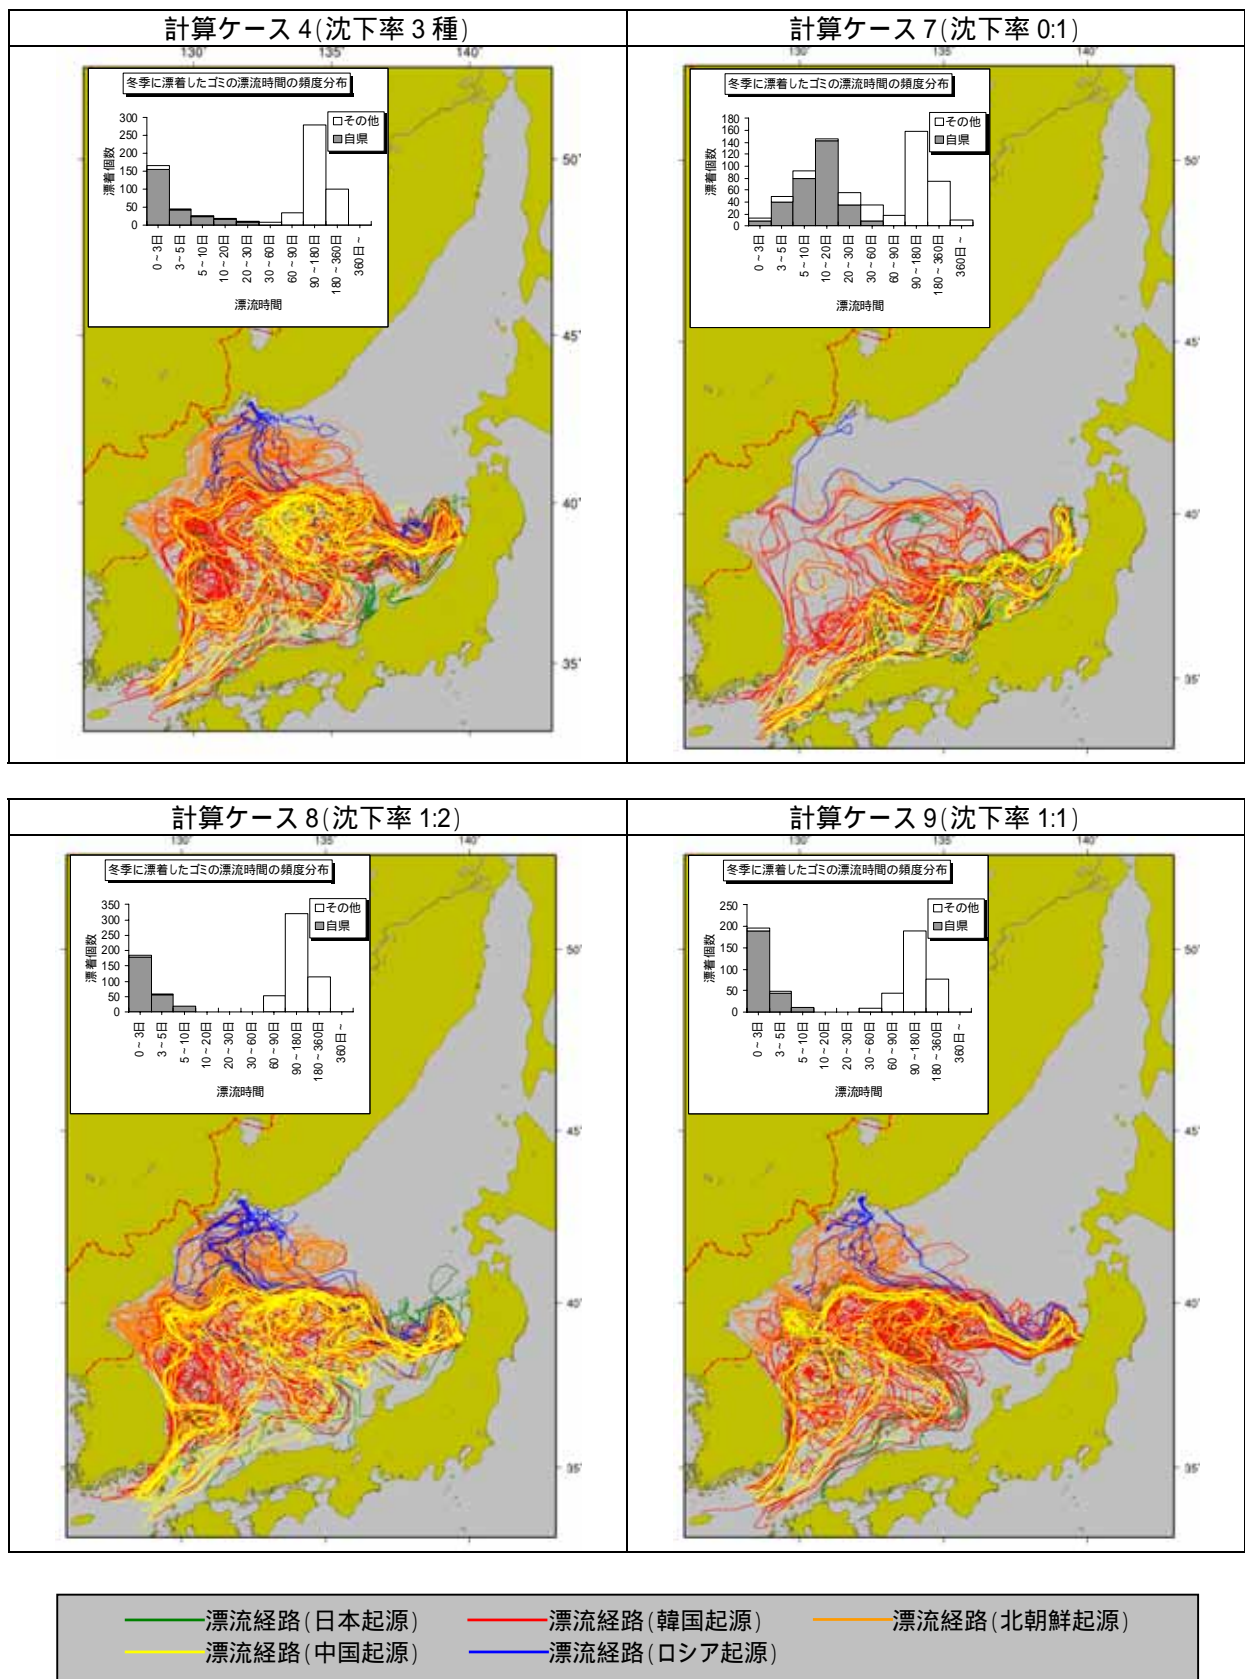 計算ケース 4(沈下率 3 種)
130°
135°
140°
冬季に漂着したゴミの漂流時間の頻度分布
漂着個数
300
250
200
150
100
50
0
□その他
■自県
0~3日
3~5日
5~10日
10~20日
20~30日
30~60日
60~90日
90~180日
180~360日
360日~
漂流時間
50°
45°
40°
35°
計算ケース 7(沈下率 0:1)
130°
135°
140°
冬季に漂着したゴミの漂流時間の頻度分布
漂着個数
180
160
140
120
100
80
60
40
20
0
□その他
■自県
0~3日
3~5日
5~10日
10~20日
20~30日
30~60日
60~90日
90~180日
180~360日
360日~
漂流時間
50°
45°
40°
35°
計算ケース 8(沈下率 1:2)
130°
135°
140°
冬季に漂着したゴミの漂流時間の頻度分布
漂着個数
350
300
250
200
150
100
50
0
□その他
■自県
0~3日
3~5日
5~10日
10~20日
20~30日
30~60日
60~90日
90~180日
180~360日
360日~
漂流時間
50°
45°
40°
35°
計算ケース 9(沈下率 1:1)
130°
135°
140°
冬季に漂着したゴミの漂流時間の頻度分布
漂着個数
250
200
150
100
50
0
□その他
■自県
0~3日
3~5日
5~10日
10~20日
20~30日
30~60日
60~90日
90~180日
180~360日
360日~
漂流時間
50°
45°
40°
35°
漂流経路(日本起源) 漂流経路(韓国起源) 漂流経路(北朝鮮起源)
漂流経路(中国起源) 漂流経路(ロシア起源)